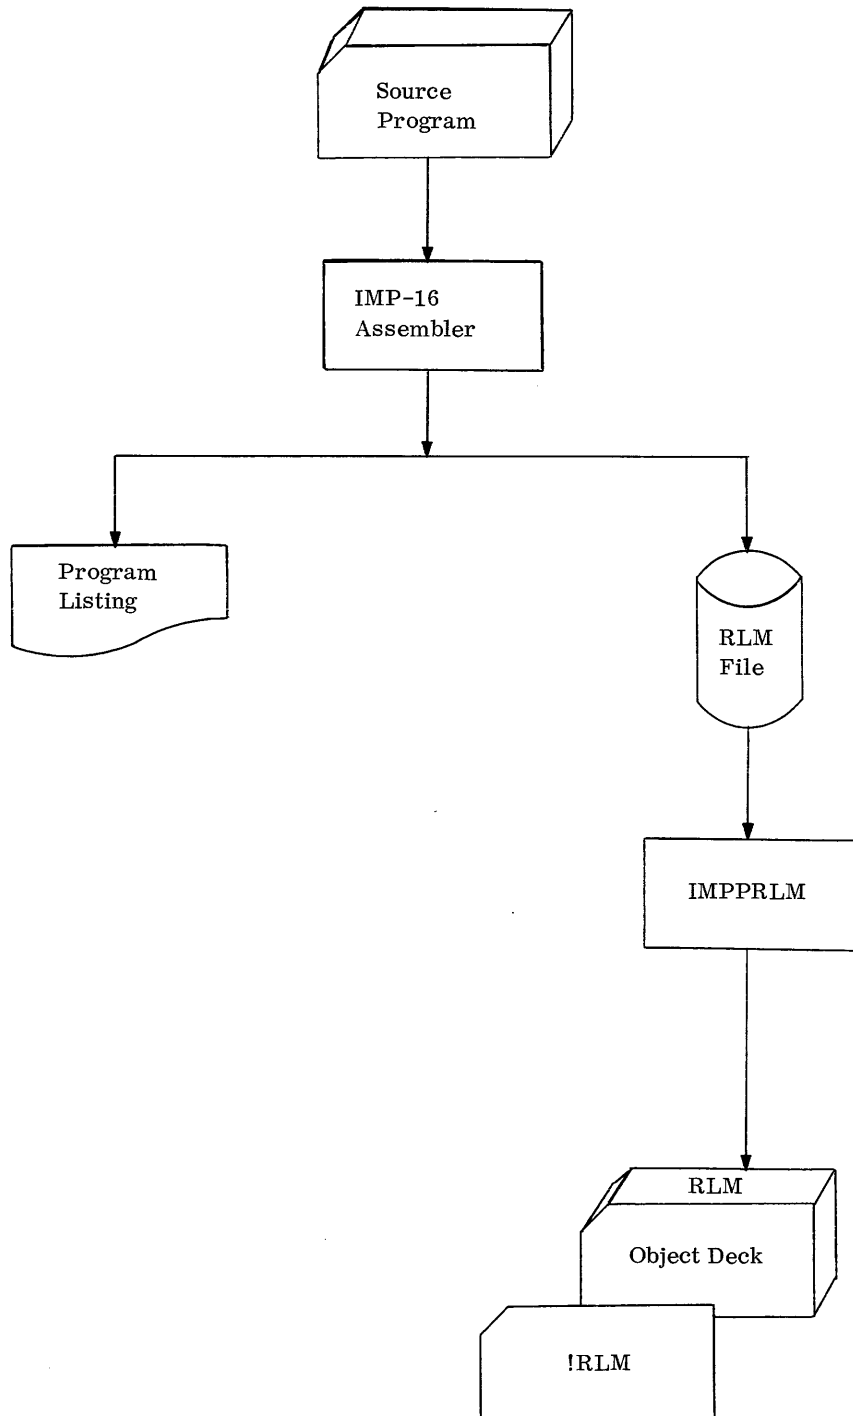 Source
Program
IMP-16
Assembler
Program
Listing
RLM
File
IMPPRLM
RLM
Object Deck
!RLM